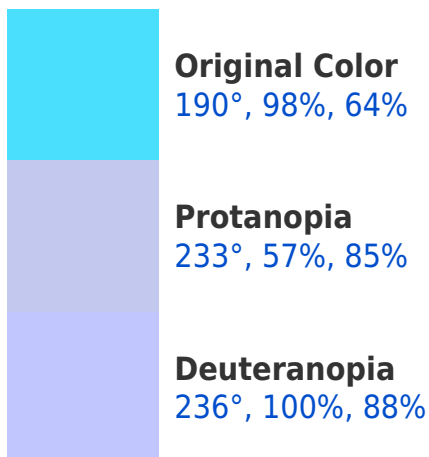 Original Color
190°, 98%, 64%
Protanopia
233°, 57%, 85%
Deuteranopia
236°, 100%, 88%